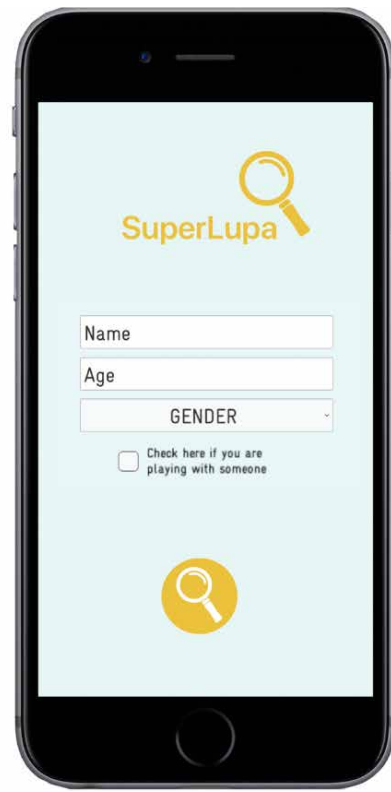 SuperLupa
Name
Age
GENDER
Check here if you are
playing with someone